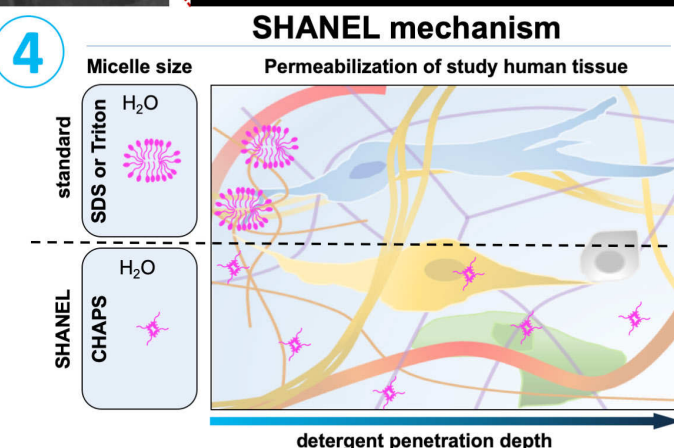 4
SHANEL mechanism
Micelle size
Permeabilization of study human tissue
standard
SDS or Triton
H₂O
SHANEL
CHAPS
H₂O
detergent penetration depth